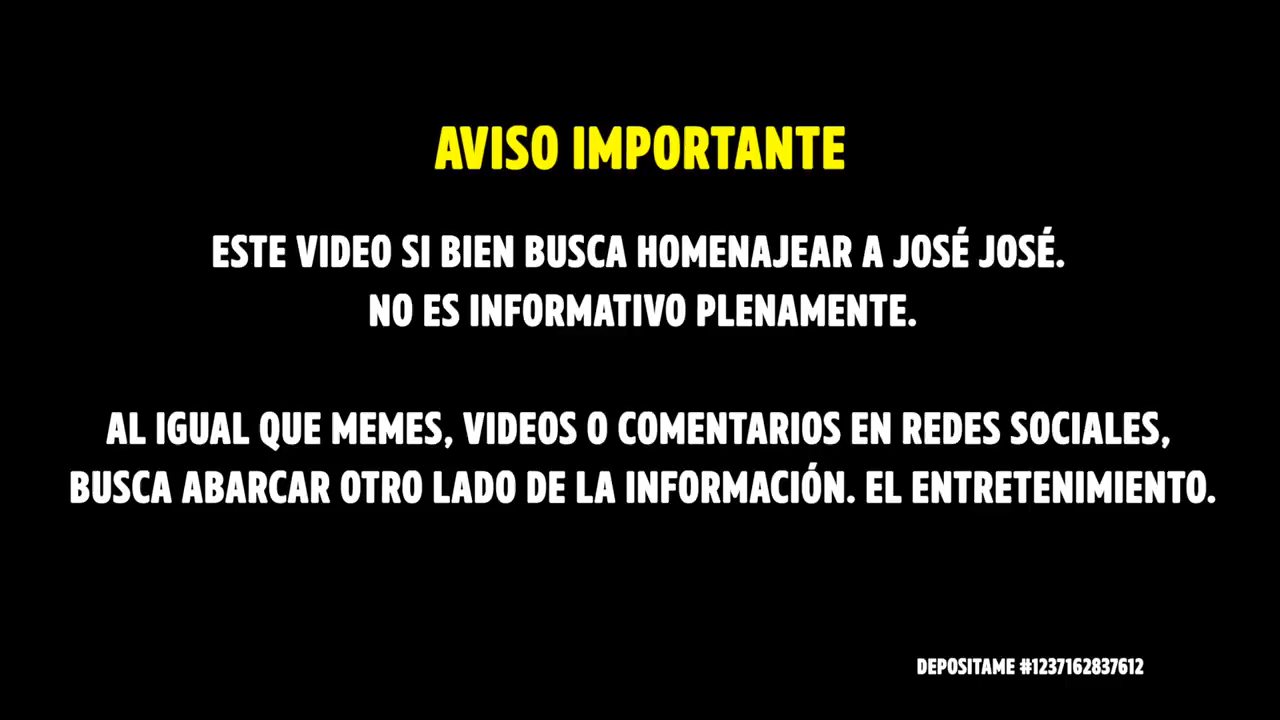 AVISO IMPORTANTE
ESTE VIDEO SI BIEN BUSCA HOMENAJEAR A JOSÉ JOSÉ.
NO ES INFORMATIVO PLENAMENTE.
AL IGUAL QUE MEMES, VIDEOS O COMENTARIOS EN REDES SOCIALES,
BUSCA ABARCAR OTRO LADO DE LA INFORMACIÓN. EL ENTRETENIMIENTO.
DEPOSITAME #1237162837612